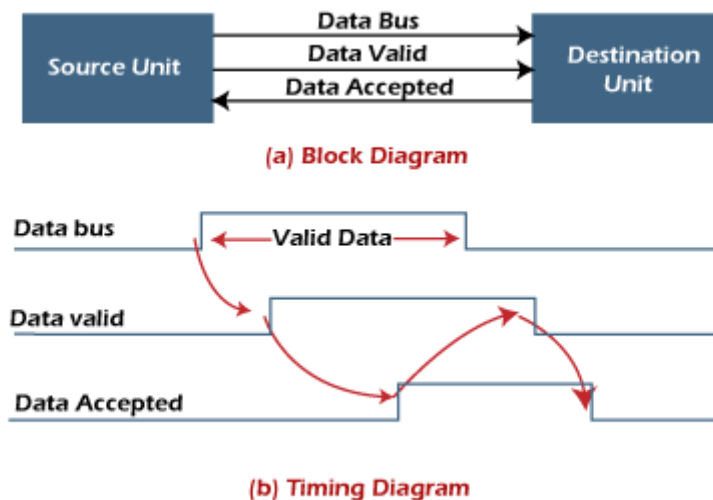 Data Bus
Source Unit
Data Valid
Destination
Unit
Data Accepted
(a) Block Diagram
Data bus
Valid Data
Data valid
Data Accepted
(b) Timing Diagram